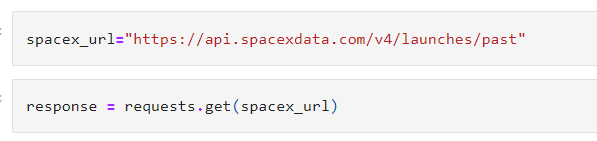 spacex_url="https://api.spacexdata.com/v4/launches/past"
response = requests.get(spacex_url)